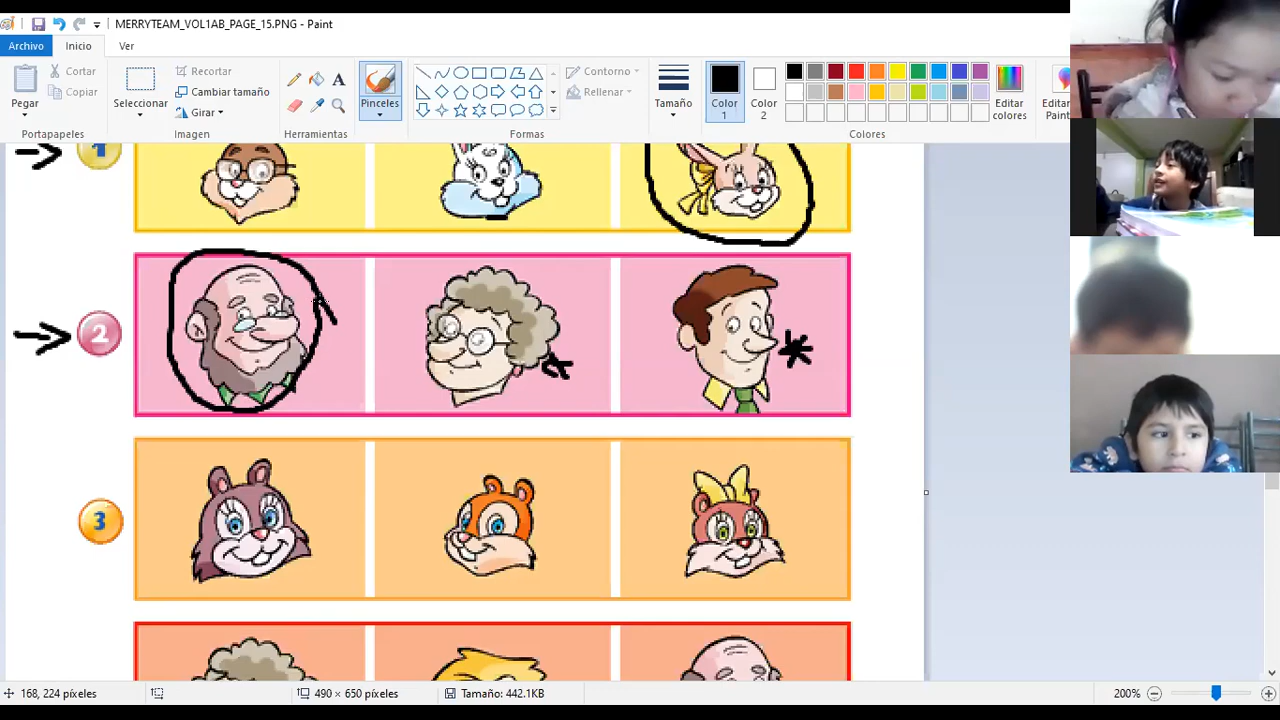 MERRYTEAM_VOL1AB_PAGE_15.PNG - Paint
Archivo Inicio Ver
Pegar
Cortar
Copiar
Portapapeles
Seleccionar
Recort
Cambiar tamaño
Girar
Imagen
A
Herramientas
Pinceles
Contorno
Rellenar
Formas
Tamaño
Color 1
Color 2
Editar colores
Editar
Paint
Colores
1
2
3
168, 224 píxeles
490 × 650 píxeles
Tamaño: 442.1KB
200%